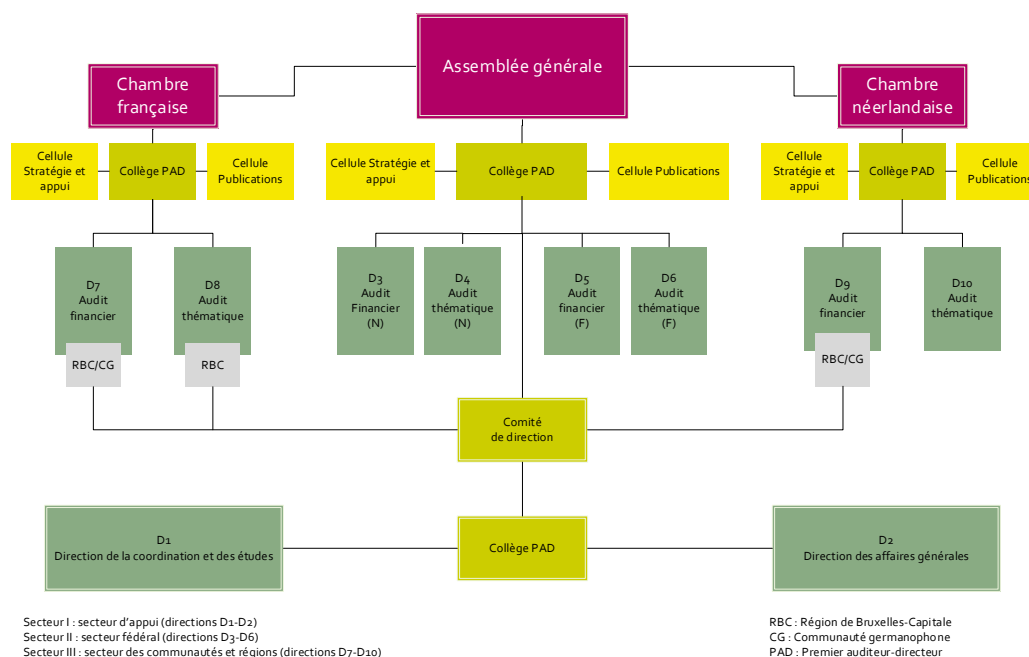 Assemblée générale
Chambre
française
Chambre
néerlandaise
Cellule
Stratégie et
appui
Collège PAD
Cellule
Publications
Cellule Stratégie et
appui
Collège PAD
Cellule Publications
Cellule
Stratégie et
appui
Collège PAD
Cellule
Publications
D7
Audit
financier
D8
Audit
thématique
D3
Audit
Financier
(N)
D4
Audit
thématique
(N)
D5
Audit
financier
(F)
D6
Audit
thématique
(F)
D9
Audit
financier
D10
Audit
thématique
RBC/CG
RBC
RBC/CG
Comité
de direction
D1
Direction de la coordination et des études
Collège PAD
D2
Direction des affaires générales
Secteur I : secteur d'appui (directions D1-D2)
Secteur II : secteur fédéral (directions D3-D6)
Secteur III : secteur des communautés et régions (directions D7-D10)
RBC : Région de Bruxelles-Capitale
CG : Communauté germanophone
PAD : Premier auditeur-directeur